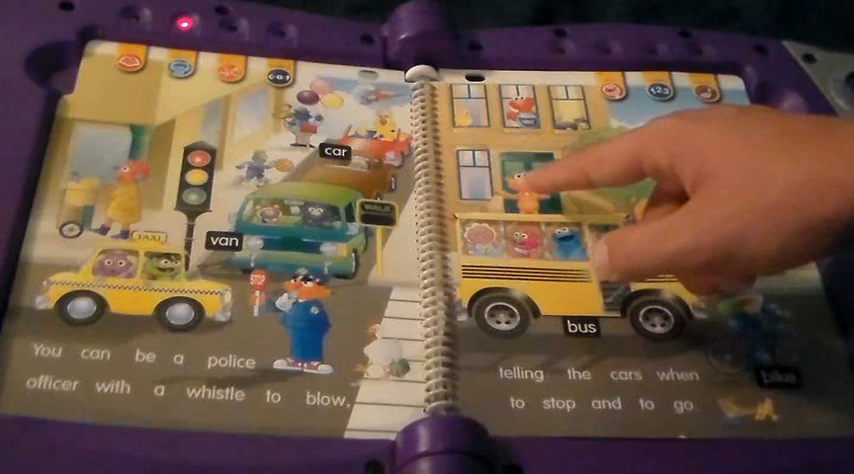 c-a-t
123
car
WALK
van
TAXI
bus
bike
You can be a police
officer with a whistle to blow,
telling the cars when
to stop and to go